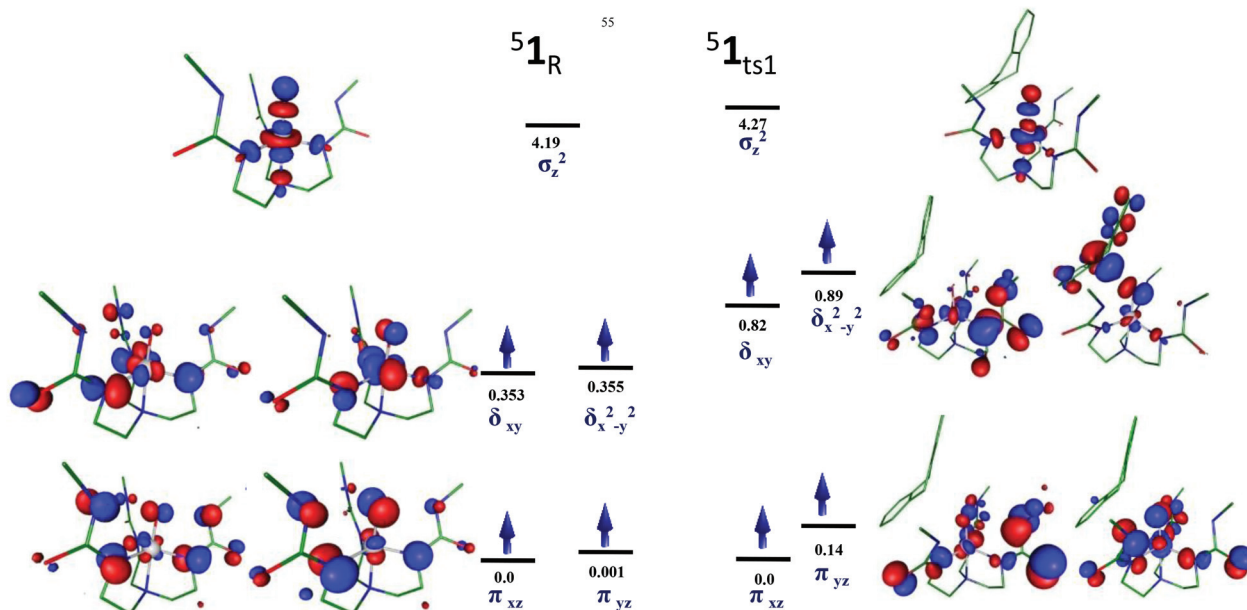 55
⁵1R
4.19
σz²
0.353
δxy
0.355
δx²-y²
0.0
πxz
0.001
πyz
⁵1ts1
4.27
σz²
0.82
δxy
0.89
δx²-y²
0.0
πxz
0.14
πyz